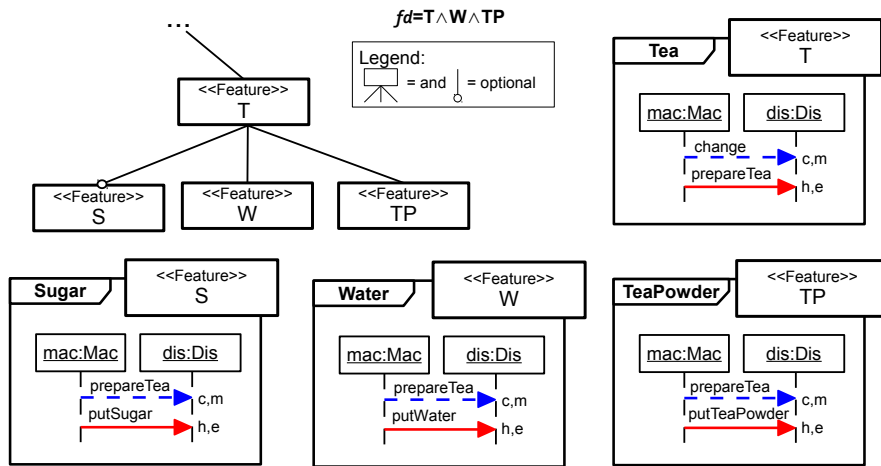 ...
fd=T∧W∧TP
Legend:
= and
= optional
<<Feature>>
T
<<Feature>>
S
<<Feature>>
W
<<Feature>>
TP
Tea
<<Feature>>
T
mac:Mac
dis:Dis
change
c,m
prepareTea
h,e
Sugar
<<Feature>>
S
mac:Mac
dis:Dis
prepareTea
c,m
putSugar
h,e
Water
<<Feature>>
W
mac:Mac
dis:Dis
prepareTea
c,m
putWater
h,e
TeaPowder
<<Feature>>
TP
mac:Mac
dis:Dis
prepareTea
c,m
putTeaPowder
h,e